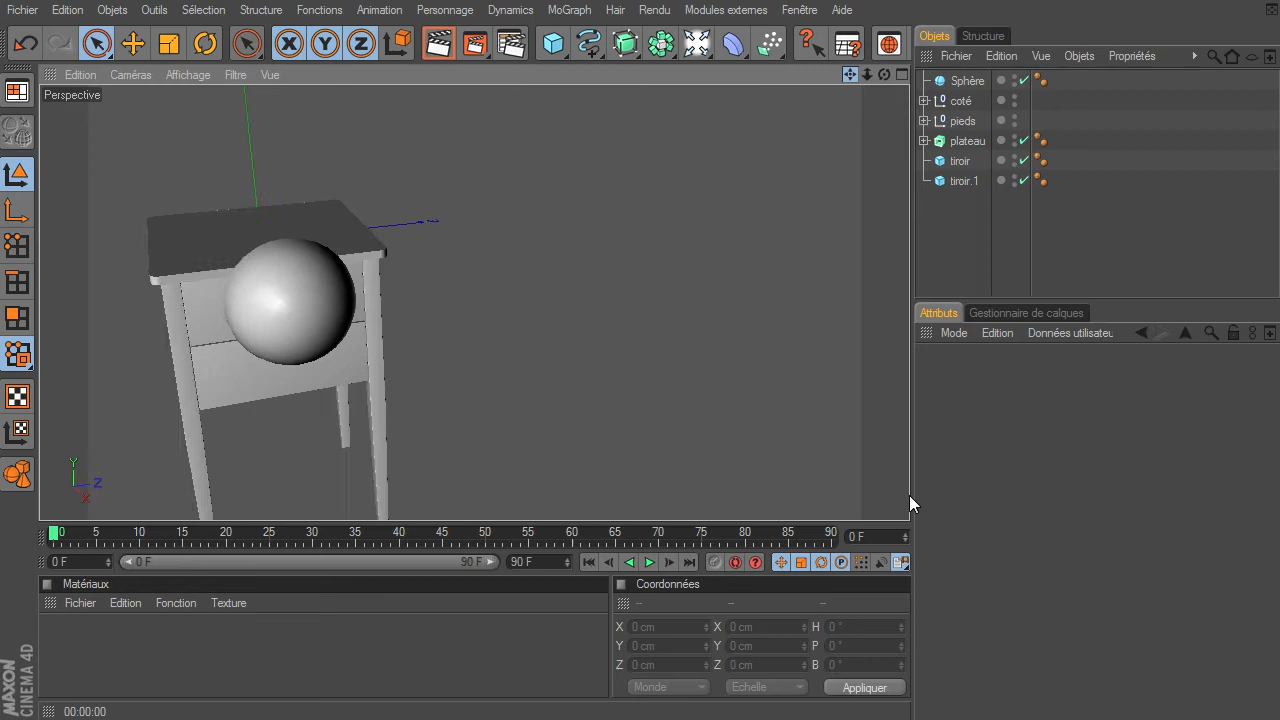 Fichier Edition Objets Outils Sélection Structure Fonctions Animation Personnage Dynamics MoGraph Hair Rendu Modules externes Fenêtre Aide
Objets Structure
Fichier Edition Vue Objets Propriétés
Edition Caméras Affichage Filtre Vue
Perspective
Sphère
coté
pieds
plateau
tiroir
tiroir.1
Attributs Gestionnaire de calques
Mode Edition Données utilisateu
Y
Z
X
0 5 10 15 20 25 30 35 40 45 50 55 60 65 70 75 80 85 90 0 F
0 F 0 F 90 F 90 F
Matériaux
Fichier Edition Fonction Texture
Coordonnées
-- -- --
X 0 cm X 0 cm H 0 °
Y 0 cm Y 0 cm P 0 °
Z 0 cm Z 0 cm B 0 °
Monde Echelle Appliquer
MAXON
CINEMA 4D
00:00:00